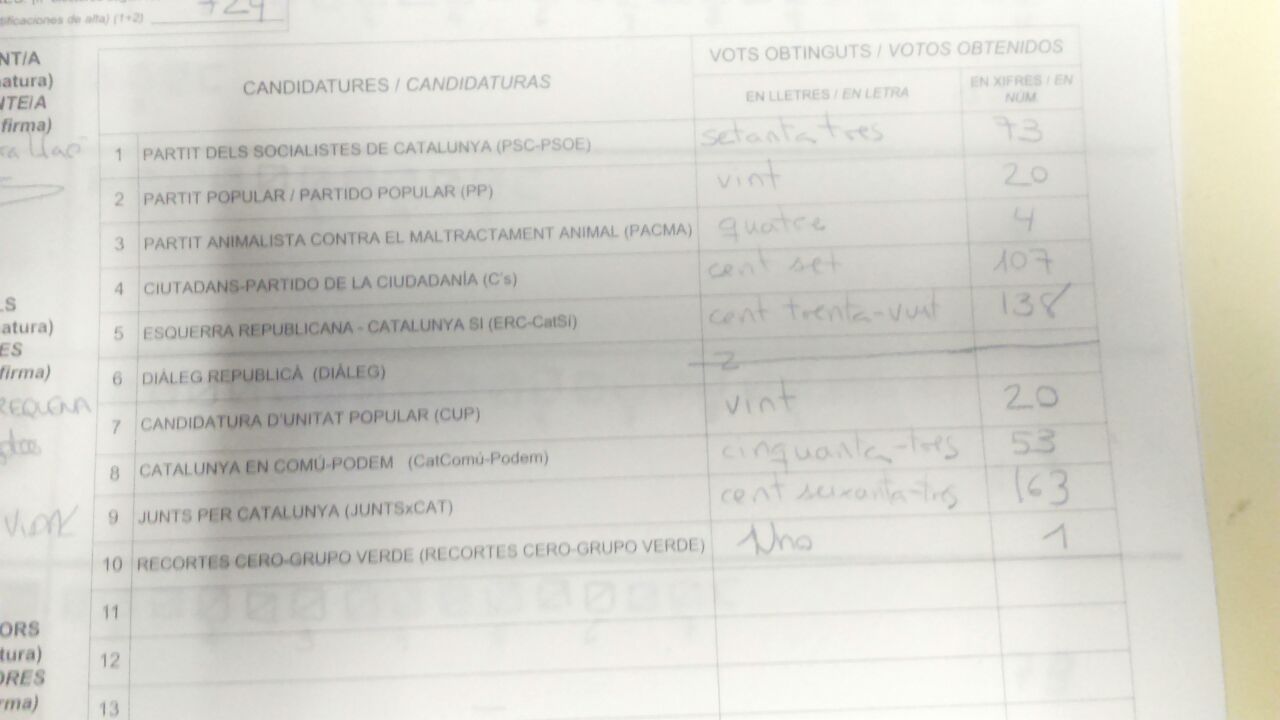 724
ificaciones de alta) (1+2)
NT/A
natura)
NTE/A
firma)
CANDIDATURES / CANDIDATURAS
VOTS OBTINGUTS / VOTOS OBTENIDOS
EN LLETRES / EN LETRA
EN XIFRES / EN NÚM.
1 PARTIT DELS SOCIALISTES DE CATALUNYA (PSC-PSOE) setanta tres 73
2 PARTIT POPULAR / PARTIDO POPULAR (PP) vint 20
3 PARTIT ANIMALISTA CONTRA EL MALTRACTAMENT ANIMAL (PACMA) quatre 4
4 CIUTADANS-PARTIDO DE LA CIUDADANÍA (C's) cent set 107
5 ESQUERRA REPUBLICANA - CATALUNYA SI (ERC-CatSí) cent trenta-vuit 138
6 DIÀLEG REPUBLICÀ (DIÀLEG)
7 CANDIDATURA D'UNITAT POPULAR (CUP) vint 20
8 CATALUNYA EN COMÚ-PODEM (CatComú-Podem) cinquanta-tres 53
9 JUNTS PER CATALUNYA (JUNTSxCAT) cent seixanta-tres 163
10 RECORTES CERO-GRUPO VERDE (RECORTES CERO-GRUPO VERDE) Uno 1
11
12
13
LS
natura)
ES
firma)
REQUENA
VIDAL
ORS
tura)
ORES
rma)